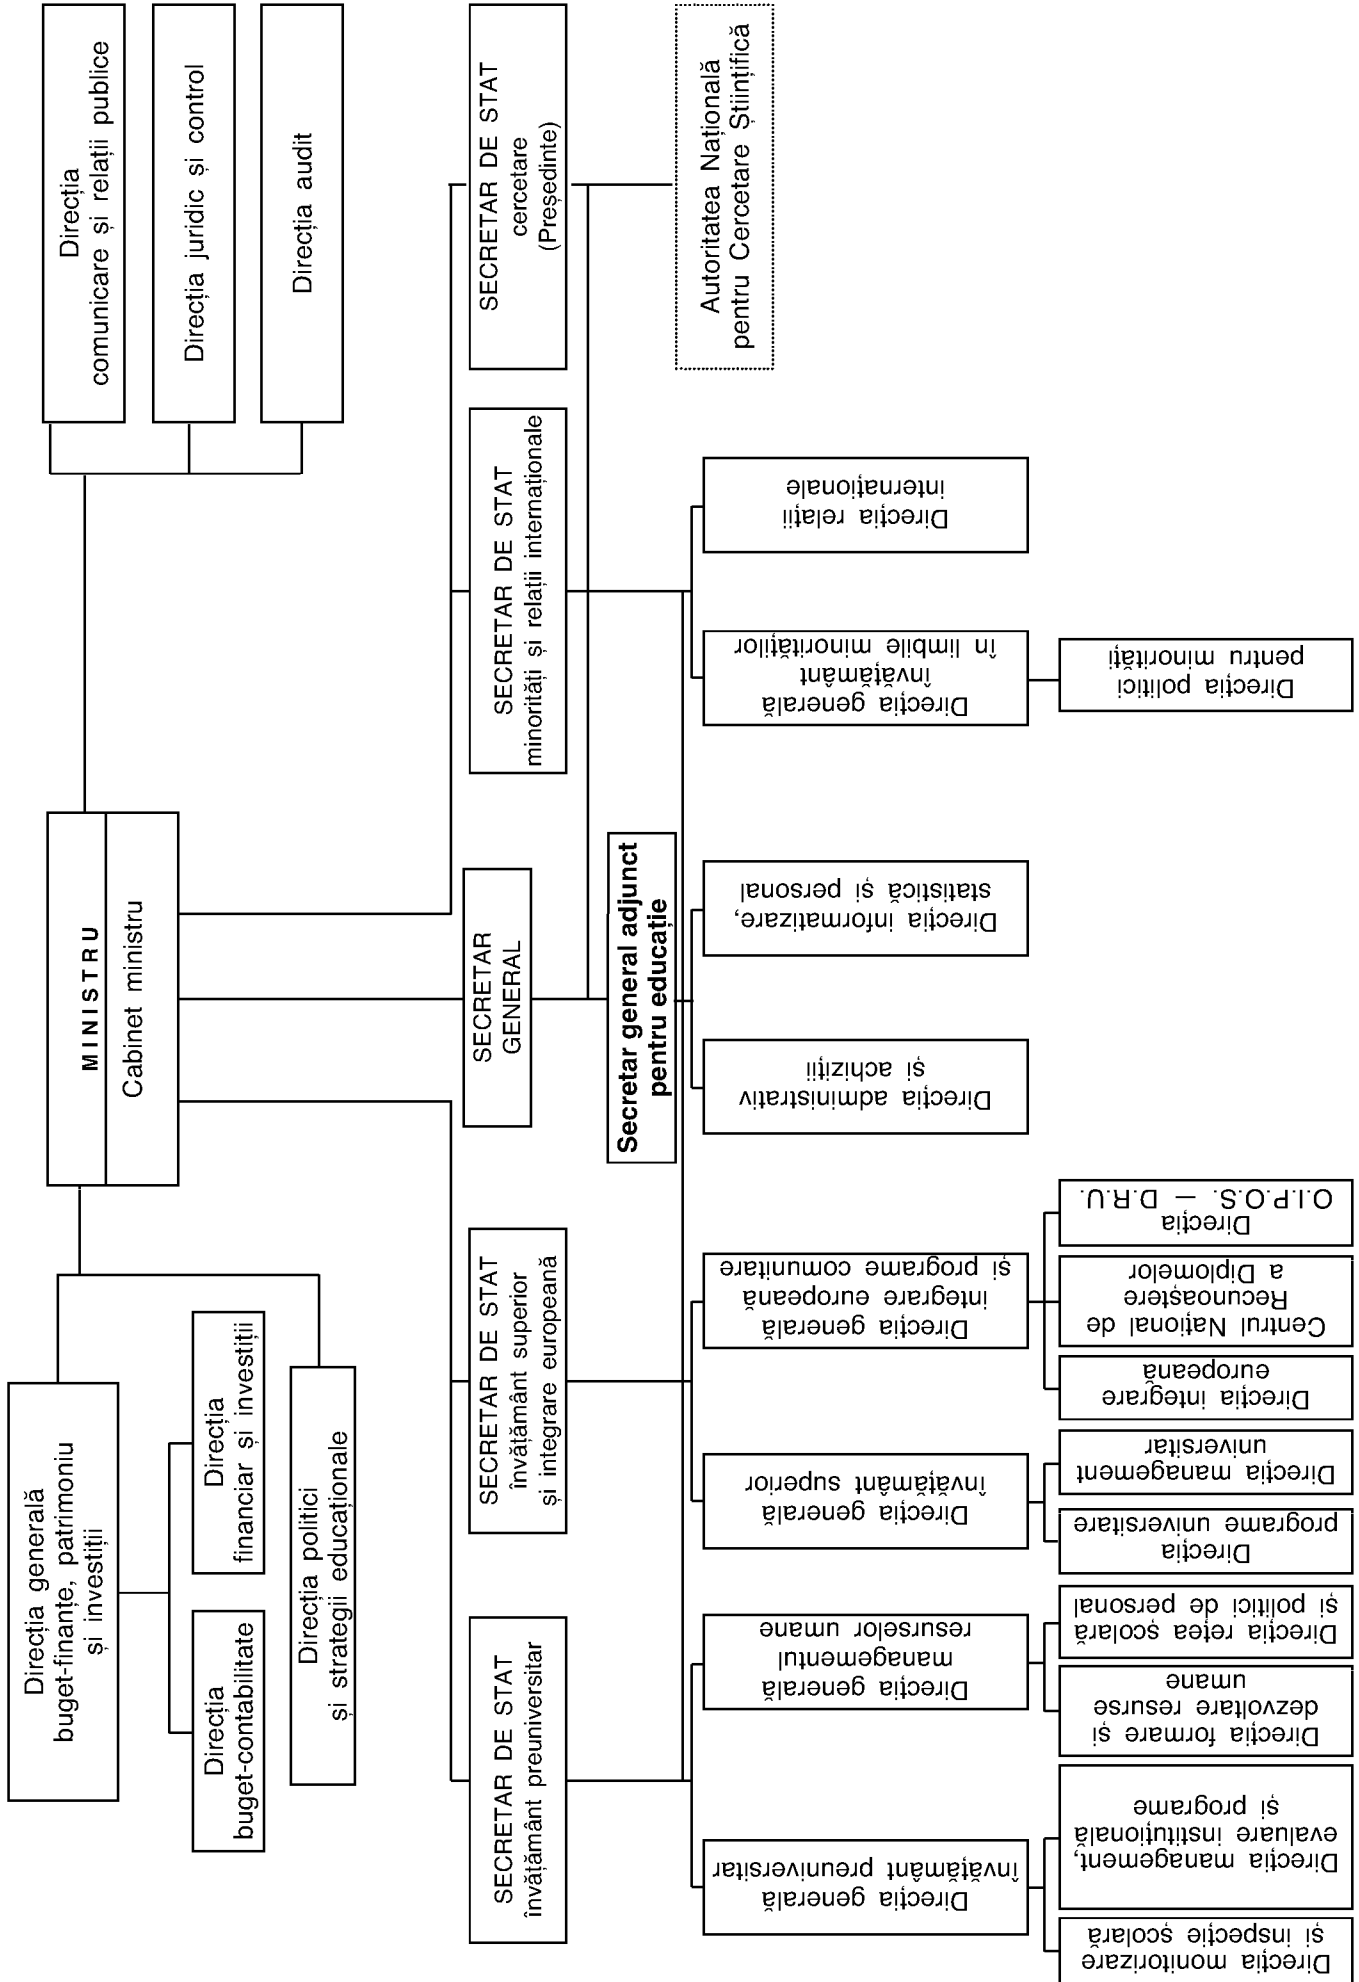 MINISTRU
Cabinet ministru
Direcția generală
buget-finanțe, patrimoniu
și investiții
Direcția
buget-contabilitate
Direcția
financiar și investiții
Direcția politici
și strategii educaționale
Direcția
comunicare și relații publice
Direcția juridic și control
Direcția audit
SECRETAR DE STAT
învățământ preuniversitar
SECRETAR DE STAT
învățământ superior
și integrare europeană
SECRETAR
GENERAL
SECRETAR DE STAT
minorități și relații internaționale
SECRETAR DE STAT
cercetare
(Președinte)
Secretar general adjunct
pentru educație
Autoritatea Națională
pentru Cercetare Științifică
Direcția generală
învățământ preuniversitar
Direcția generală
managementul
resurselor umane
Direcția generală
învățământ superior
Direcția generală
integrare europeană
și programe comunitare
Direcția administrativ
și achiziții
Direcția informatizare,
statistică și personal
Direcția generală
învățământ
în limbile minorităților
Direcția relații
internaționale
Direcția monitorizare
și inspecție școlară
Direcția management,
evaluare instituțională
și programe
Direcția formare și
dezvoltare resurse
umane
Direcția rețea școlară
și politici de personal
Direcția
programe universitare
Direcția management
universitar
Direcția integrare
europeană
Centrul Național de
Recunoaștere
a Diplomelor
Direcția
O.I.P.O.S. — D.R.U.
Direcția politici
pentru minorități